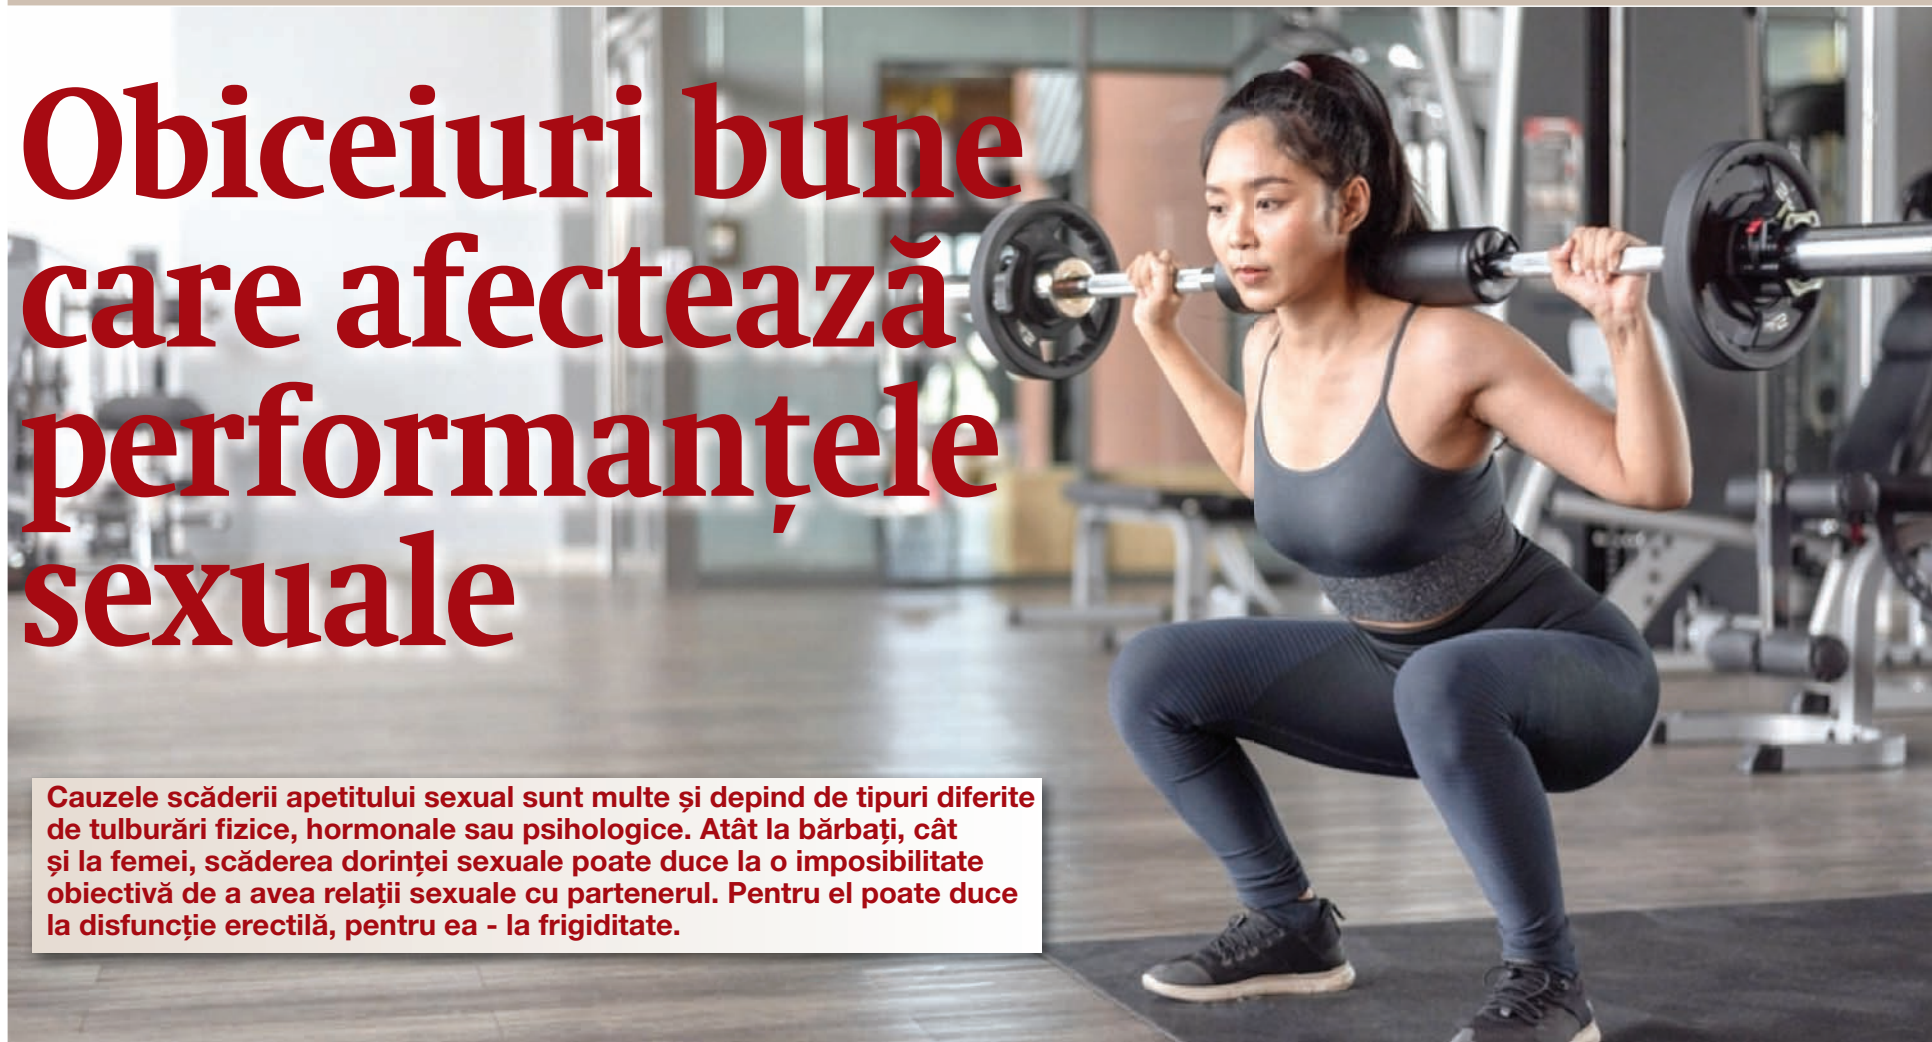 Obiceiuri bune
care afectează
performanțele
sexuale
Cauzele scăderii apetitului sexual sunt multe și depind de tipuri diferite
de tulburări fizice, hormonale sau psihologice. Atât la bărbați, cât
și la femei, scăderea dorinței sexuale poate duce la o imposibilitate
obiectivă de a avea relații sexuale cu partenerul. Pentru el poate duce
la disfuncție erectilă, pentru ea - la frigiditate.